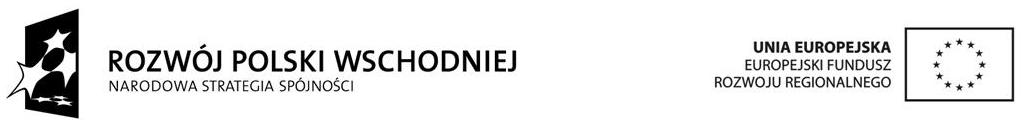 ROZWÓJ POLSKI WSCHODNIEJ
NARODOWA STRATEGIA SPÓJNOŚCI
UNIA EUROPEJSKA
EUROPEJSKI FUNDUSZ
ROZWOJU REGIONALNEGO